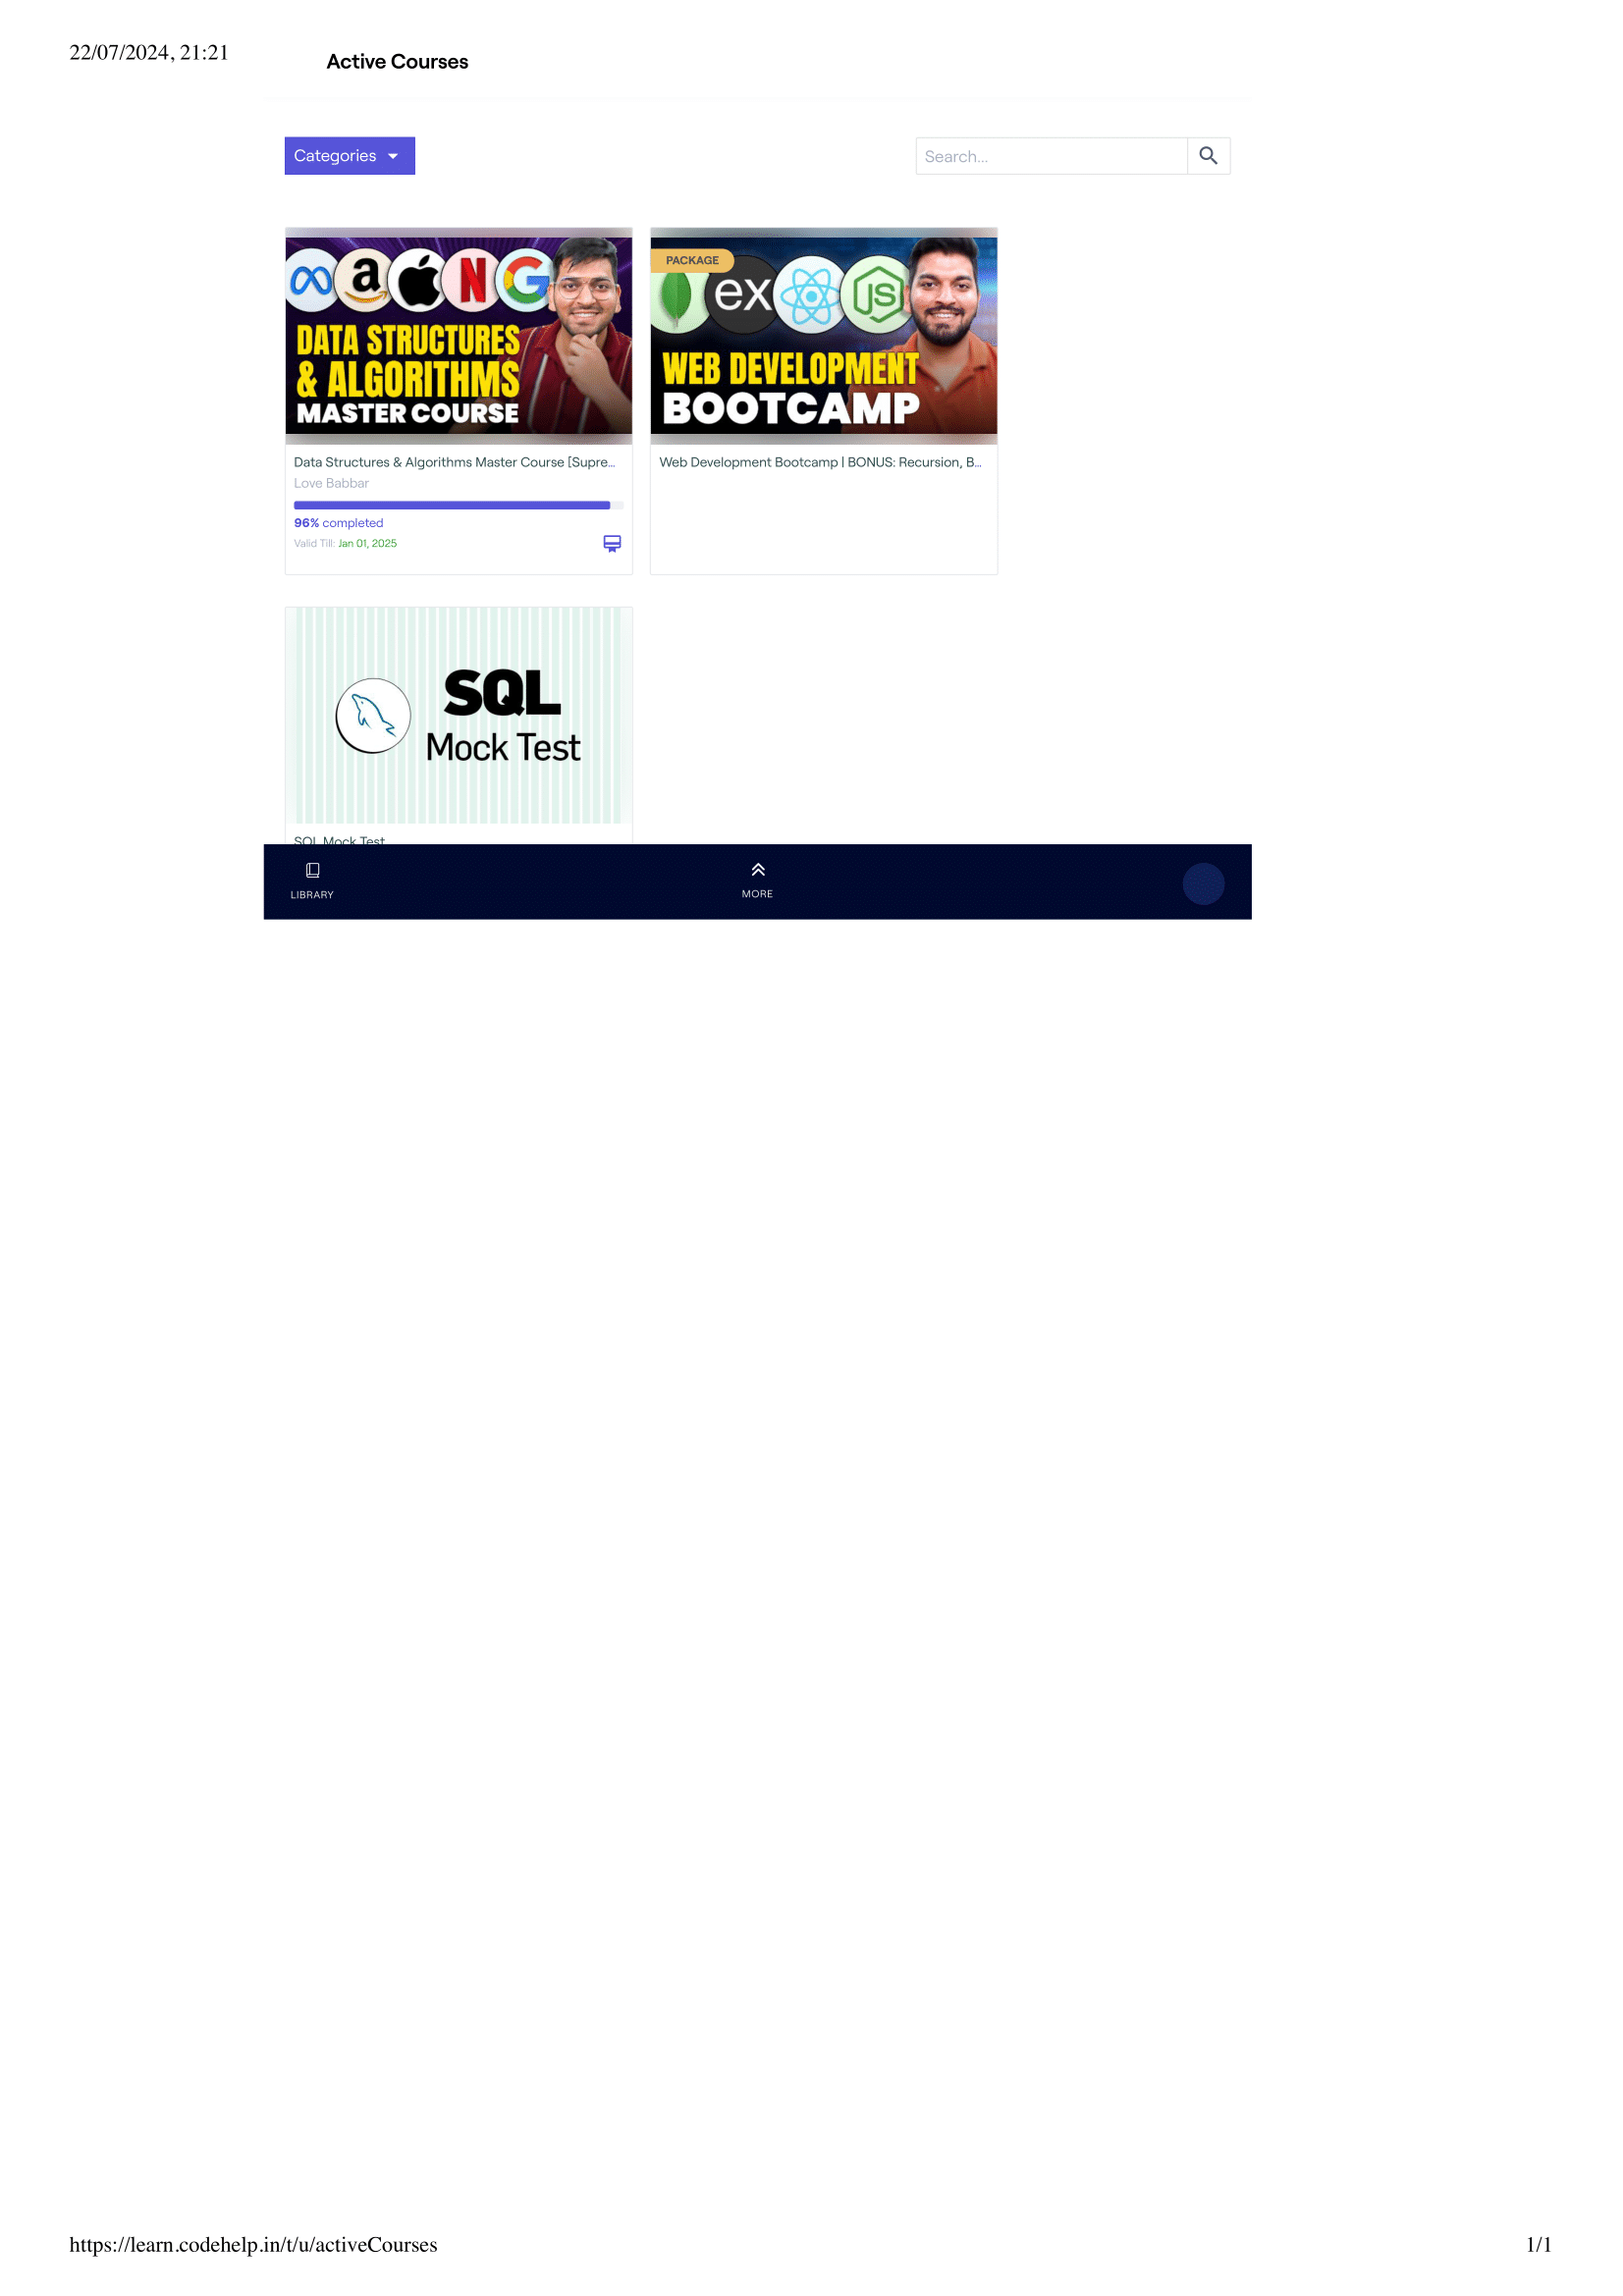 22/07/2024, 21:21
Active Courses
Categories
Search...
a
N
G
DATA STRUCTURES
& ALGORITHMS
MASTER COURSE
PACKAGE
ex
JS
WEB DEVELOPMENT
BOOTCAMP
Data Structures & Algorithms Master Course [Supre...
Love Babbar
96% completed
Valid Till: Jan 01, 2025
Web Development Bootcamp | BONUS: Recursion, B...
SQL
Mock Test
SQL Mock Test
LIBRARY
MORE
https://learn.codehelp.in/t/u/activeCourses
1/1